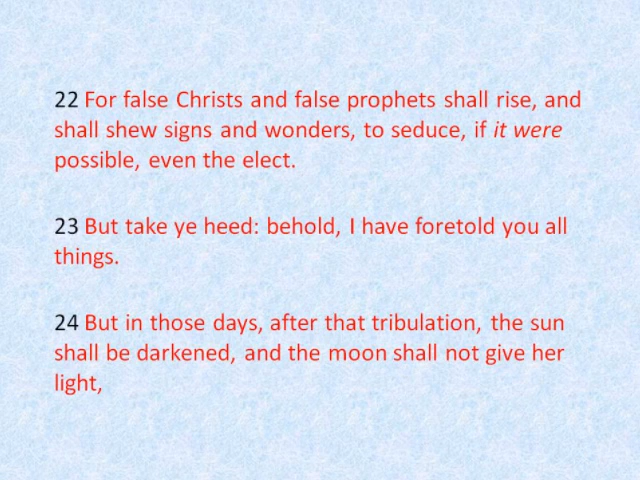 22 For false Christs and false prophets shall rise, and
shall shew signs and wonders, to seduce, if it were
possible, even the elect.
23 But take ye heed: behold, I have foretold you all
things.
24 But in those days, after that tribulation, the sun
shall be darkened, and the moon shall not give her
light,